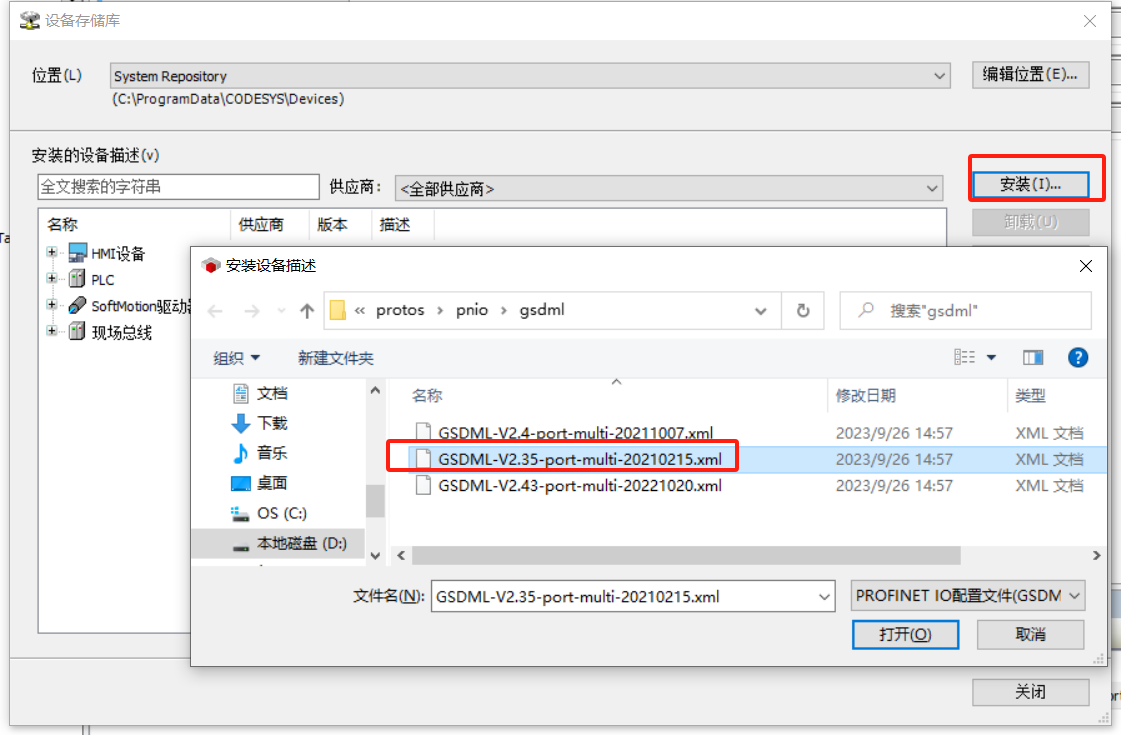 设备存储库
位置(L)
System Repository
编辑位置(E)...
(C:\ProgramData\CODESYS\Devices)
安装的设备描述(v)
全文搜索的字符串
供应商:
<全部供应商>
安装(I)...
名称
供应商
版本
描述
卸载(U)
HMI设备
PLC
SoftMotion驱动
现场总线
安装设备描述
« protos › pnio › gsdml
搜索"gsdml"
组织
新建文件夹
文档
下载
音乐
桌面
OS (C:)
本地磁盘 (D:)
名称
修改日期
类型
GSDML-V2.4-port-multi-20211007.xml
2023/9/26 14:57
XML 文档
GSDML-V2.35-port-multi-20210215.xml
2023/9/26 14:57
XML 文档
GSDML-V2.43-port-multi-20221020.xml
2023/9/26 14:57
XML 文档
文件名(N):
GSDML-V2.35-port-multi-20210215.xml
PROFINET IO配置文件(GSDM
打开(O)
取消
关闭